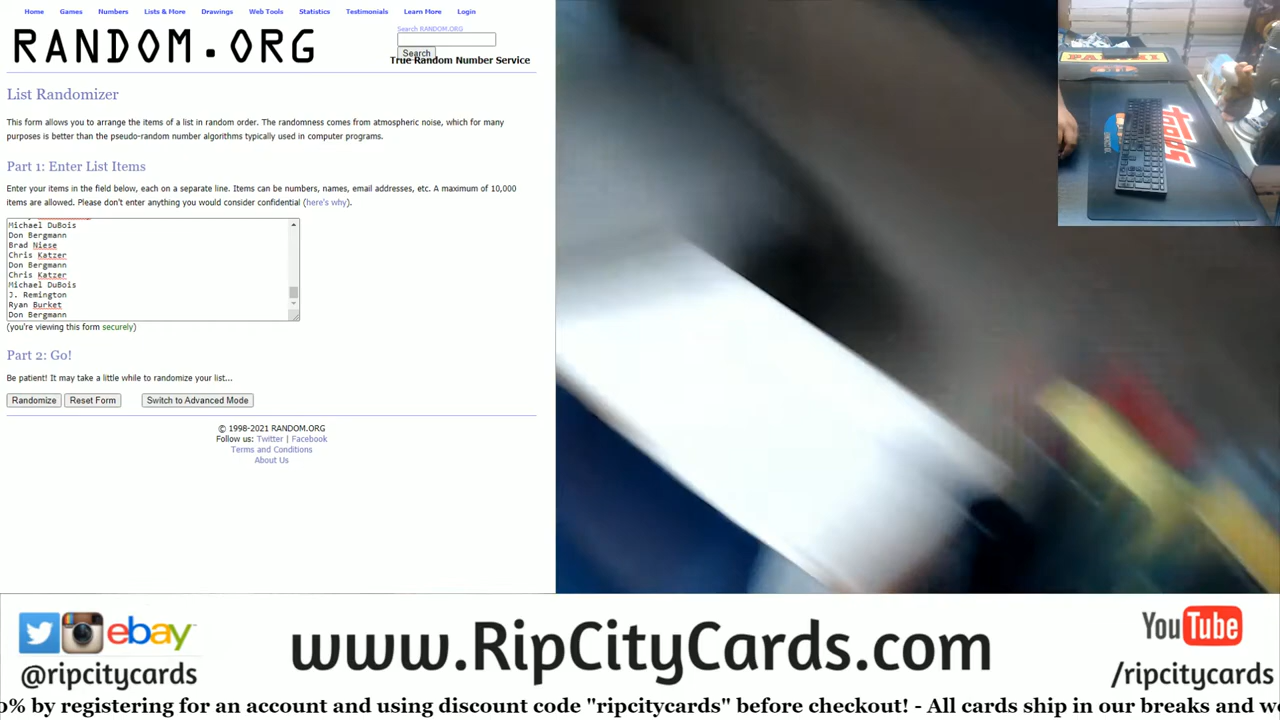 Home Games Numbers Lists & More Drawings Web Tools Statistics Testimonials Learn More Login
RANDOM.ORG
Search RANDOM.ORG
Search
True Random Number Service
List Randomizer
This form allows you to arrange the items of a list in random order. The randomness comes from atmospheric noise, which for many
purposes is better than the pseudo-random number algorithms typically used in computer programs.
Part 1: Enter List Items
Enter your items in the field below, each on a separate line. Items can be numbers, names, email addresses, etc. A maximum of 10,000
items are allowed. Please don't enter anything you would consider confidential (here's why).
Michael DuBois
Don Bergmann
Brad Niese
Chris Katzer
Don Bergmann
Chris Katzer
Michael DuBois
J. Remington
Ryan Burket
Don Bergmann
(you're viewing this form securely)
Part 2: Go!
Be patient! It may take a little while to randomize your list...
Randomize Reset Form Switch to Advanced Mode
© 1998-2021 RANDOM.ORG
Follow us: Twitter | Facebook
Terms and Conditions
About Us
PANINI
topps
ebay
@ripcitycards
www.RipCityCards.com
YouTube
/ripcitycards
0% by registering for an account and using discount code "ripcitycards" before checkout! - All cards ship in our breaks and we